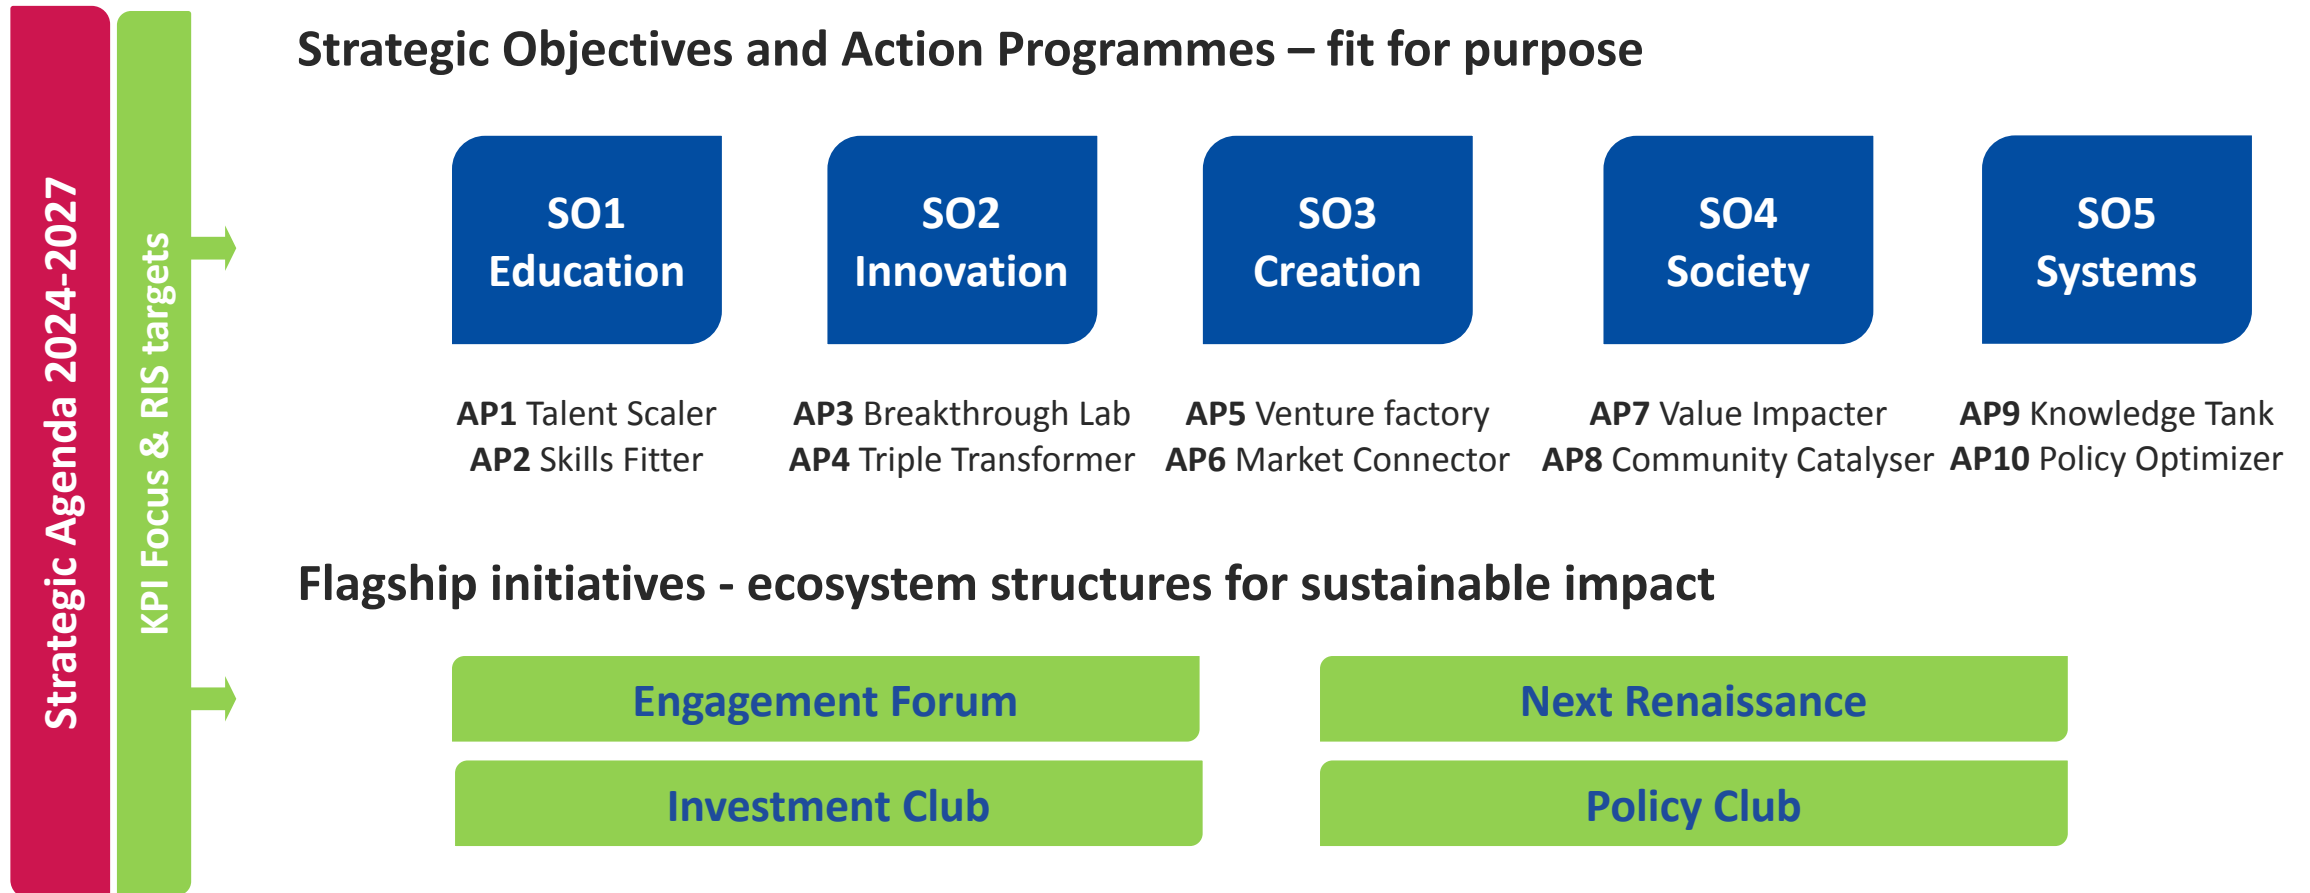 Strategic Agenda 2024-2027
KPI Focus & RIS targets
Strategic Objectives and Action Programmes – fit for purpose
SO1
Education
SO2
Innovation
SO3
Creation
SO4
Society
SO5
Systems
AP1 Talent Scaler
AP2 Skills Fitter
AP3 Breakthrough Lab
AP4 Triple Transformer
AP5 Venture factory
AP6 Market Connector
AP7 Value Impacter
AP8 Community Catalyser
AP9 Knowledge Tank
AP10 Policy Optimizer
Flagship initiatives - ecosystem structures for sustainable impact
Engagement Forum
Next Renaissance
Investment Club
Policy Club